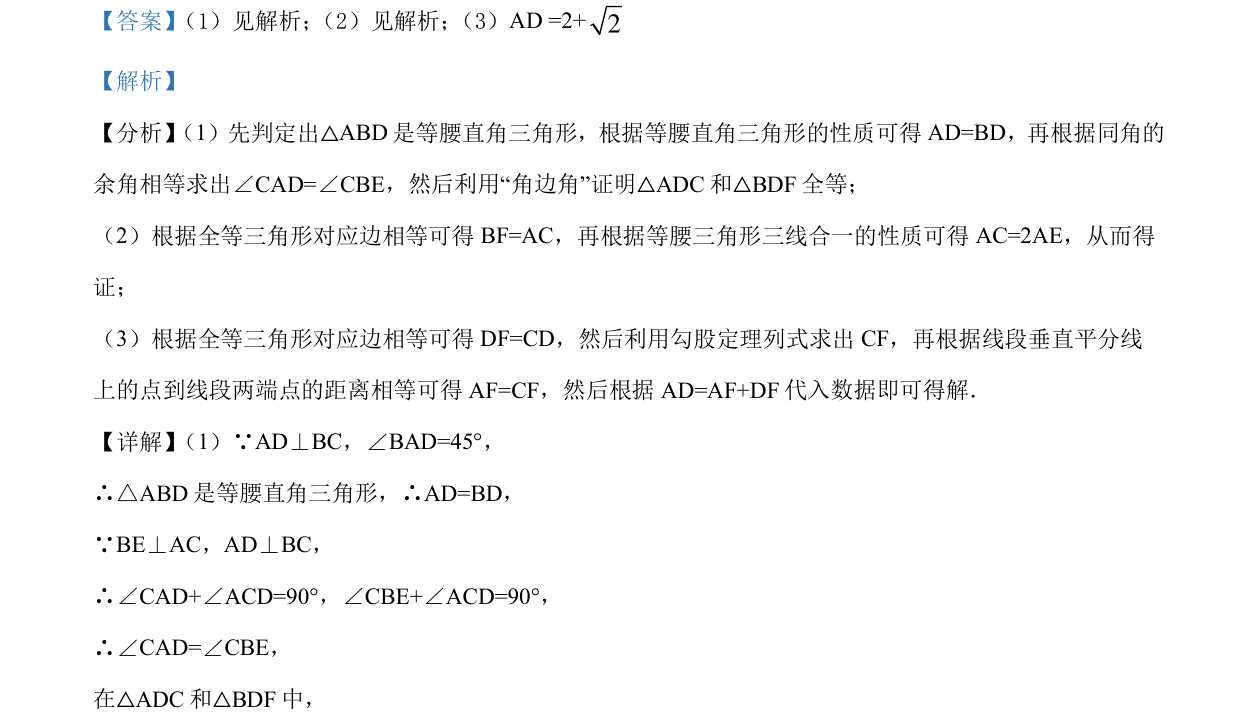 【答案】（1）见解析；（2）见解析；（3）AD =2+√2
【解析】
【分析】（1）先判定出△ABD 是等腰直角三角形，根据等腰直角三角形的性质可得 AD=BD，再根据同角的
余角相等求出∠CAD=∠CBE，然后利用“角边角”证明△ADC 和△BDF 全等；
（2）根据全等三角形对应边相等可得 BF=AC，再根据等腰三角形三线合一的性质可得 AC=2AE，从而得
证；
（3）根据全等三角形对应边相等可得 DF=CD，然后利用勾股定理列式求出 CF，再根据线段垂直平分线
上的点到线段两端点的距离相等可得 AF=CF，然后根据 AD=AF+DF 代入数据即可得解．
【详解】（1）∵AD⊥BC，∠BAD=45°，
∴△ABD 是等腰直角三角形，∴AD=BD，
∵BE⊥AC，AD⊥BC，
∴∠CAD+∠ACD=90°，∠CBE+∠ACD=90°，
∴∠CAD=∠CBE，
在△ADC 和△BDF 中，